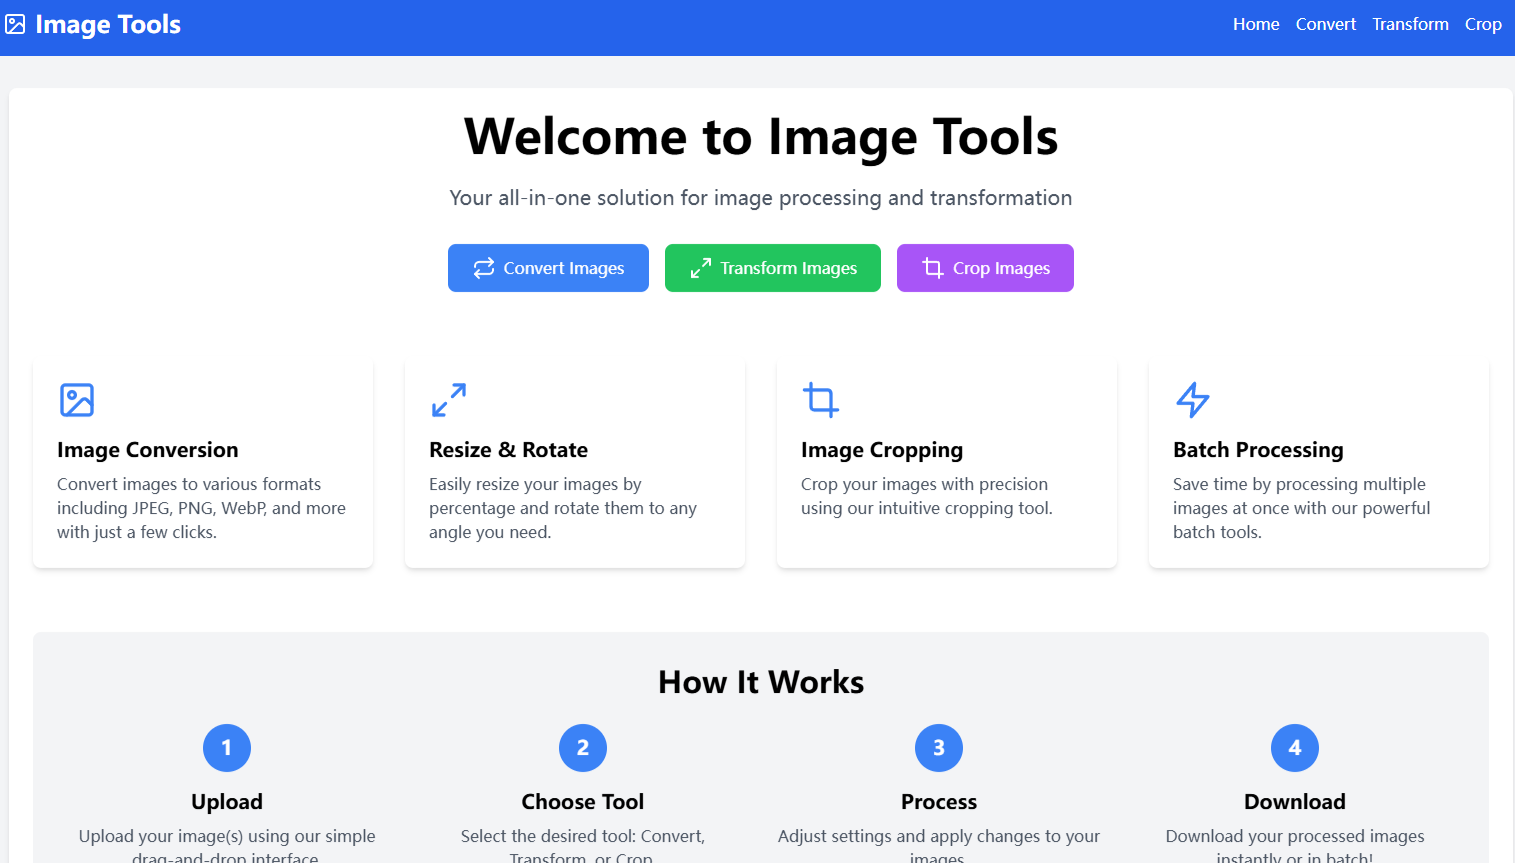 Image Tools
Home Convert Transform Crop
Welcome to Image Tools
Your all-in-one solution for image processing and transformation
Convert Images
Transform Images
Crop Images
Image Conversion
Convert images to various formats
including JPEG, PNG, WebP, and more
with just a few clicks.
Resize & Rotate
Easily resize your images by
percentage and rotate them to any
angle you need.
Image Cropping
Crop your images with precision
using our intuitive cropping tool.
Batch Processing
Save time by processing multiple
images at once with our powerful
batch tools.
How It Works
1
Upload
Upload your image(s) using our simple
drag-and-drop interface
2
Choose Tool
Select the desired tool: Convert,
Transform, or Crop
3
Process
Adjust settings and apply changes to your
images
4
Download
Download your processed images
instantly or in batch!